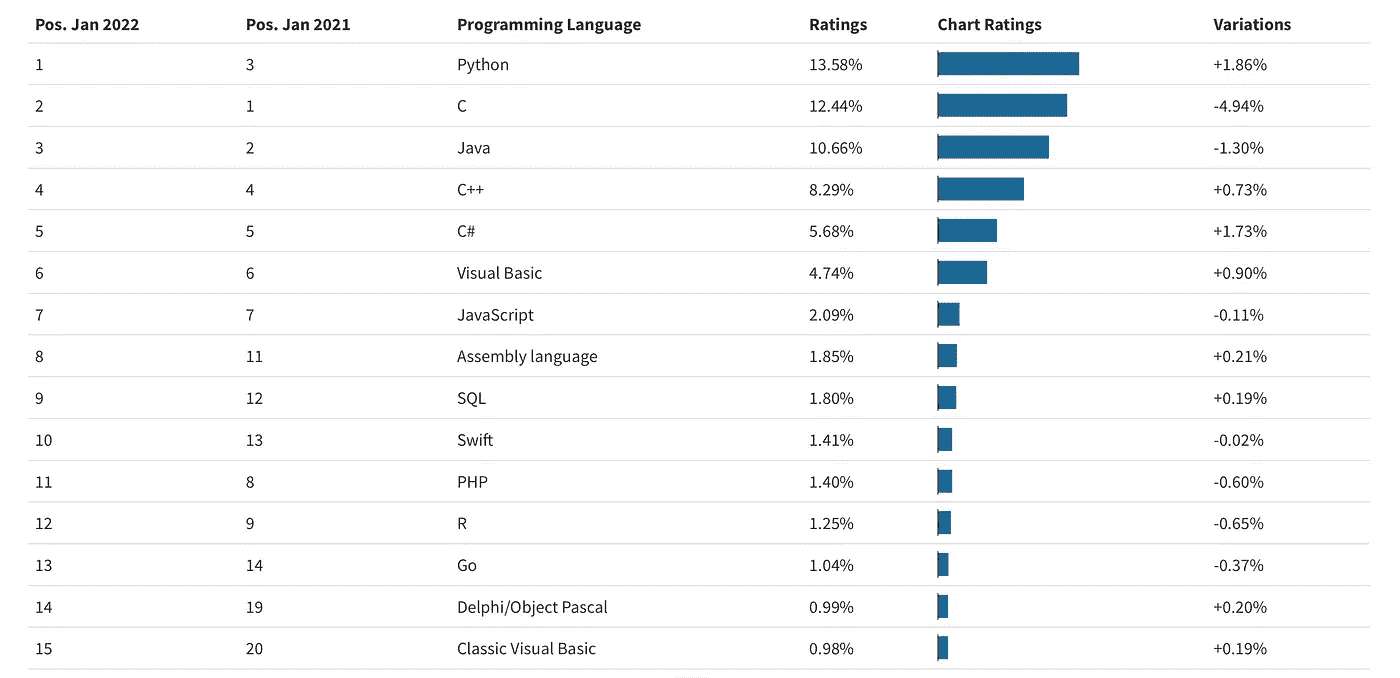 Pos. Jan 2022 Pos. Jan 2021 Programming Language Ratings Chart Ratings Variations
1 3 Python 13.58% +1.86%
2 1 C 12.44% -4.94%
3 2 Java 10.66% -1.30%
4 4 C++ 8.29% +0.73%
5 5 C# 5.68% +1.73%
6 6 Visual Basic 4.74% +0.90%
7 7 JavaScript 2.09% -0.11%
8 11 Assembly language 1.85% +0.21%
9 12 SQL 1.80% +0.19%
10 13 Swift 1.41% -0.02%
11 8 PHP 1.40% -0.60%
12 9 R 1.25% -0.65%
13 14 Go 1.04% -0.37%
14 19 Delphi/Object Pascal 0.99% +0.20%
15 20 Classic Visual Basic 0.98% +0.19%